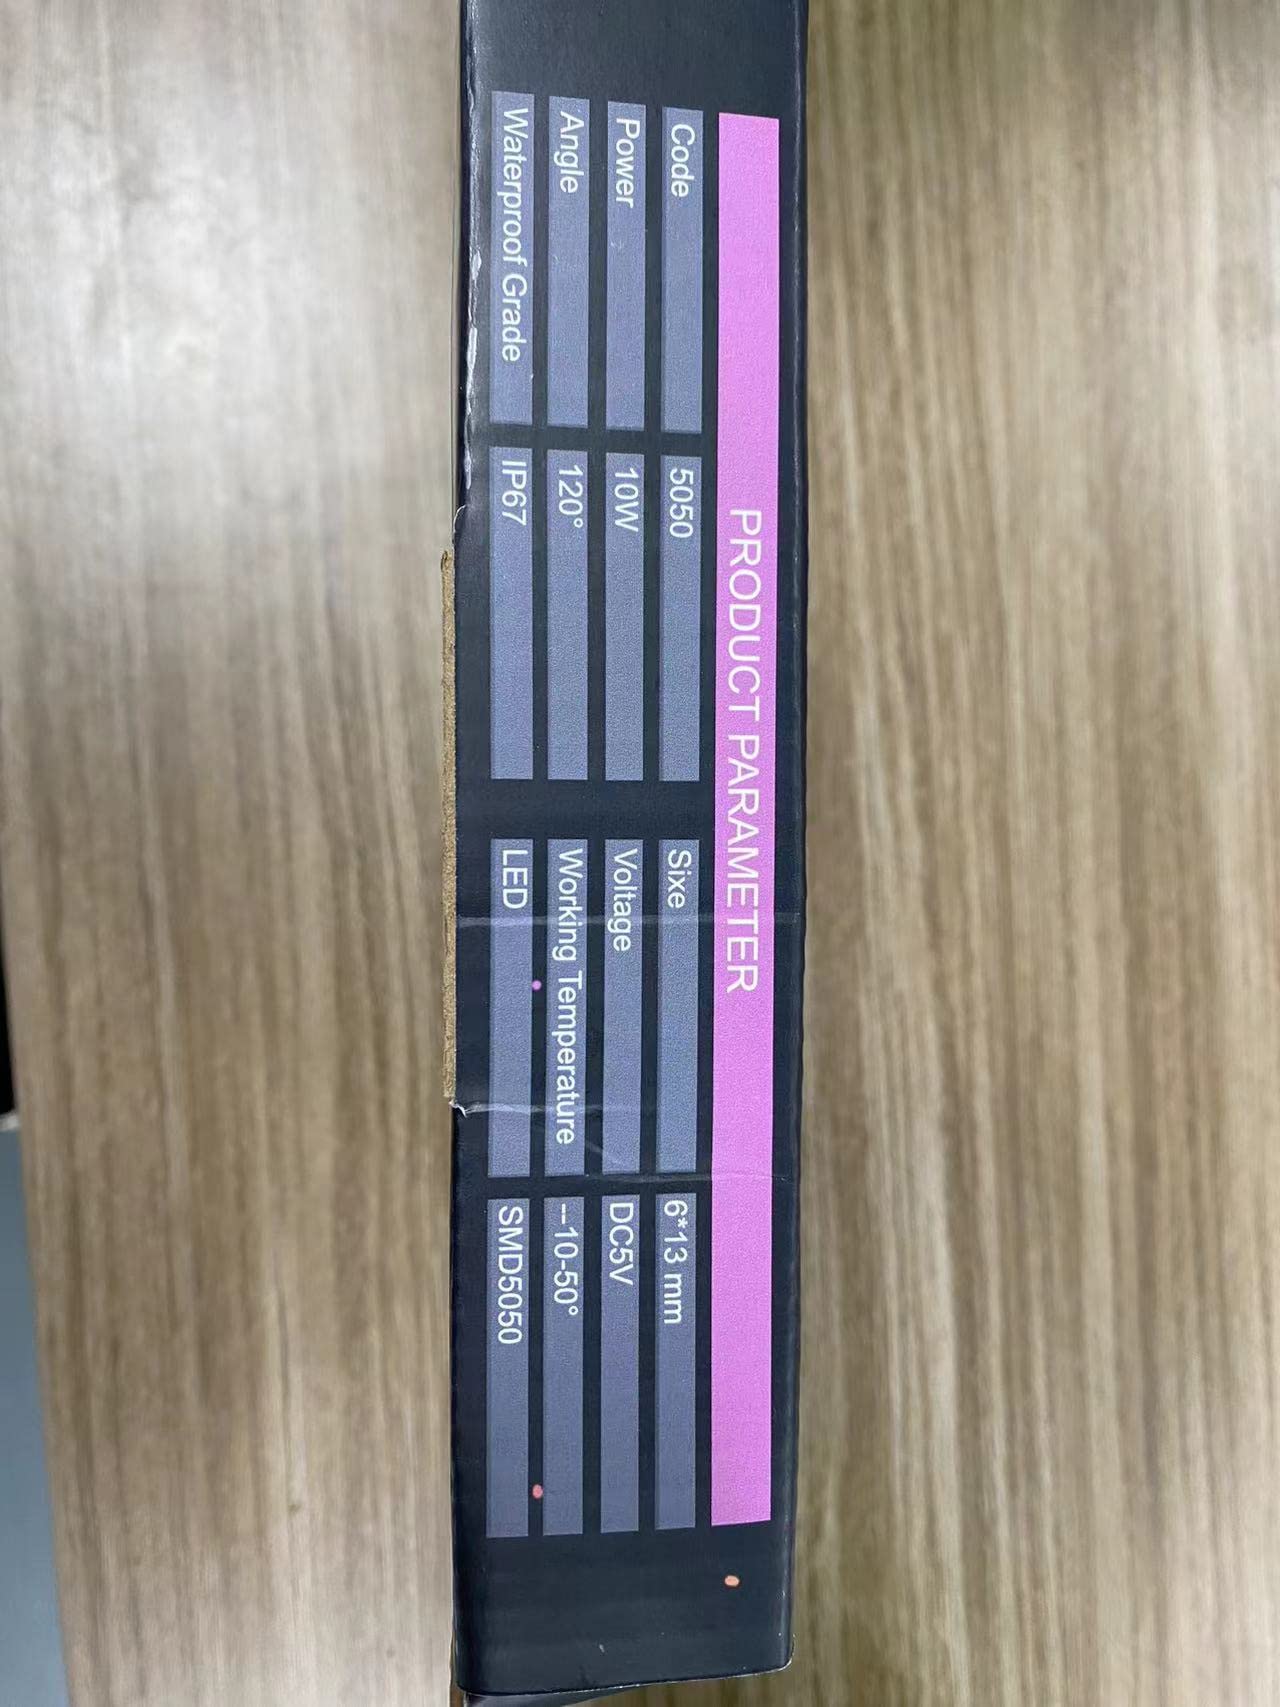 PRODUCT PARAMETER
Code 5050 Sixe 6*13 mm
Power 10W Voltage DC5V
Angle 120° Working Temperature --10-50°
Waterproof Grade IP67 LED SMD5050